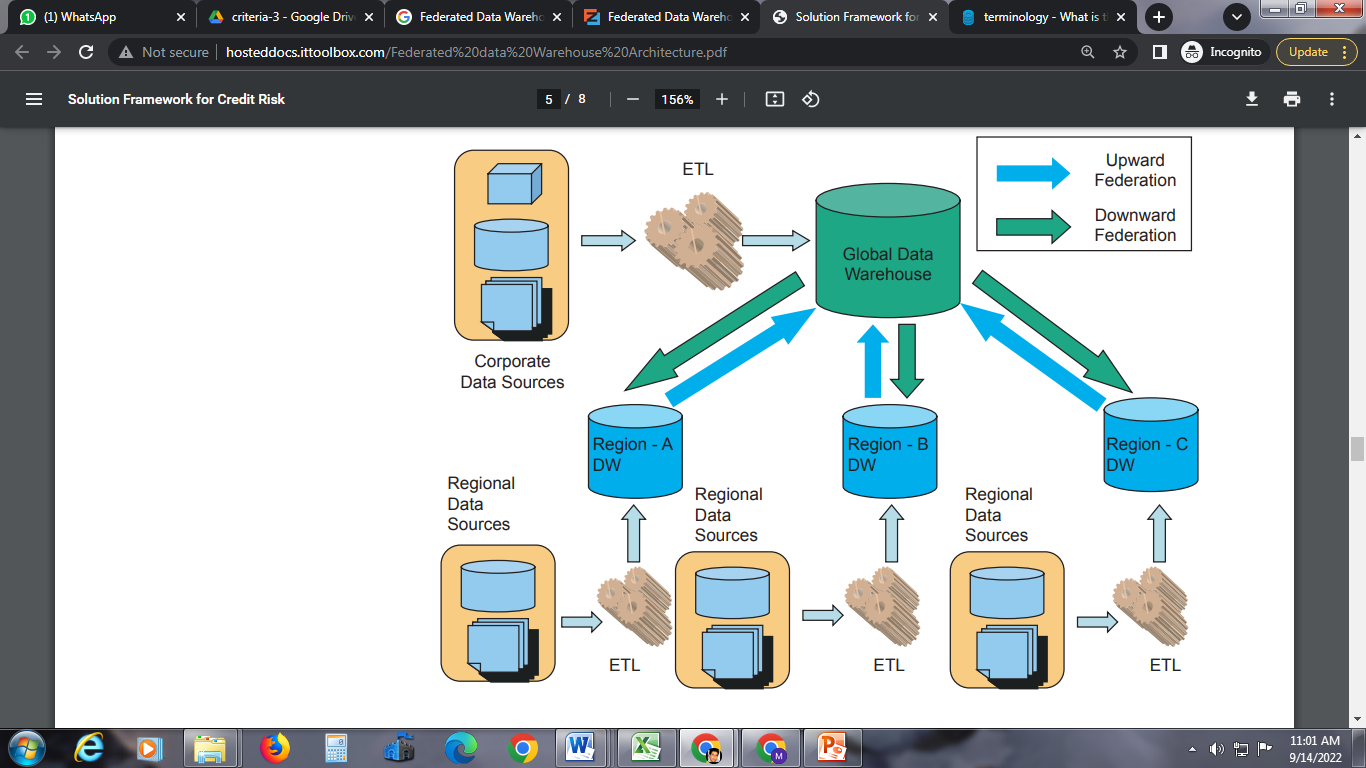 (1) WhatsApp
criteria-3 - Google Driv
Federated Data Wareho
Federated Data Wareho
Solution Framework for
terminology - What is t
Not secure
hosteddocs.ittoolbox.com/Federated%20data%20Warehouse%20Architecture.pdf
Incognito
Update
Solution Framework for Credit Risk
5 / 8
156%
ETL
Upward
Federation
Downward
Federation
Global Data
Warehouse
Corporate
Data Sources
Region - A
DW
Region - B
DW
Region - C
DW
Regional
Data
Sources
Regional
Data
Sources
Regional
Data
Sources
ETL
ETL
ETL
11:01 AM
9/14/2022